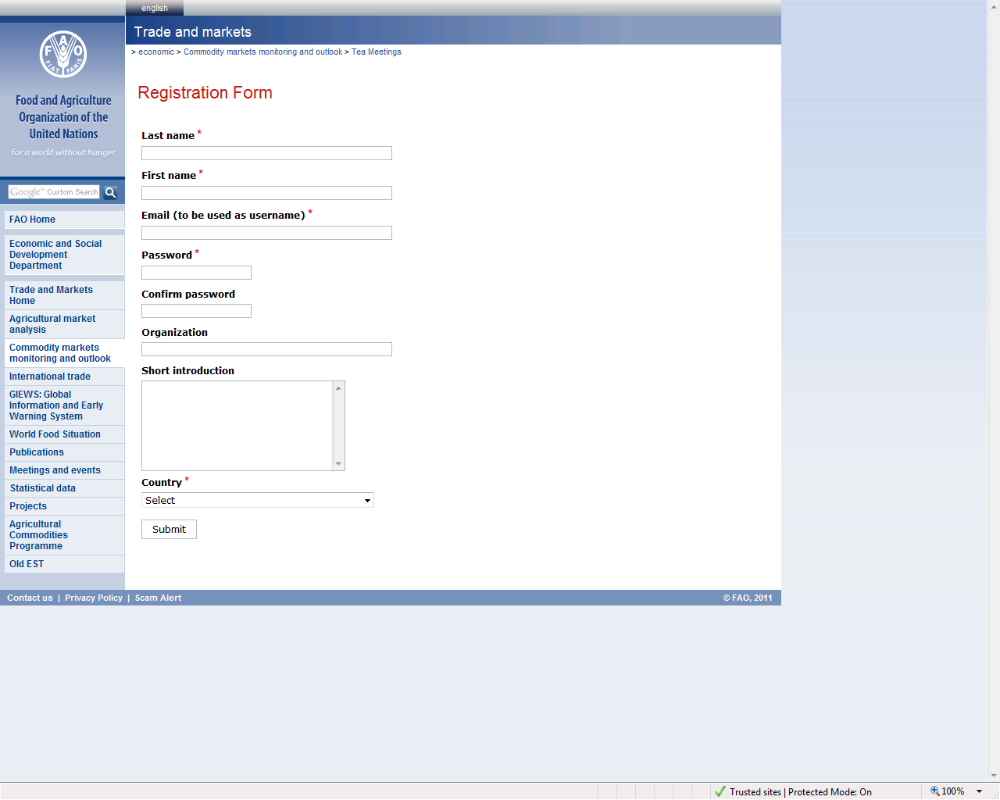 english
Trade and markets
> economic > Commodity markets monitoring and outlook > Tea Meetings
F A O
FIAT PANIS
Food and Agriculture
Organization of the
United Nations
for a world without hunger
Google™ Custom Search
FAO Home
Economic and Social
Development
Department
Trade and Markets
Home
Agricultural market
analysis
Commodity markets
monitoring and outlook
International trade
GIEWS: Global
Information and Early
Warning System
World Food Situation
Publications
Meetings and events
Statistical data
Projects
Agricultural
Commodities
Programme
Old EST
Registration Form
Last name *
First name *
Email (to be used as username) *
Password *
Confirm password
Organization
Short introduction
Country *
Select
Submit
Contact us | Privacy Policy | Scam Alert
© FAO, 2011
Trusted sites | Protected Mode: On
100%